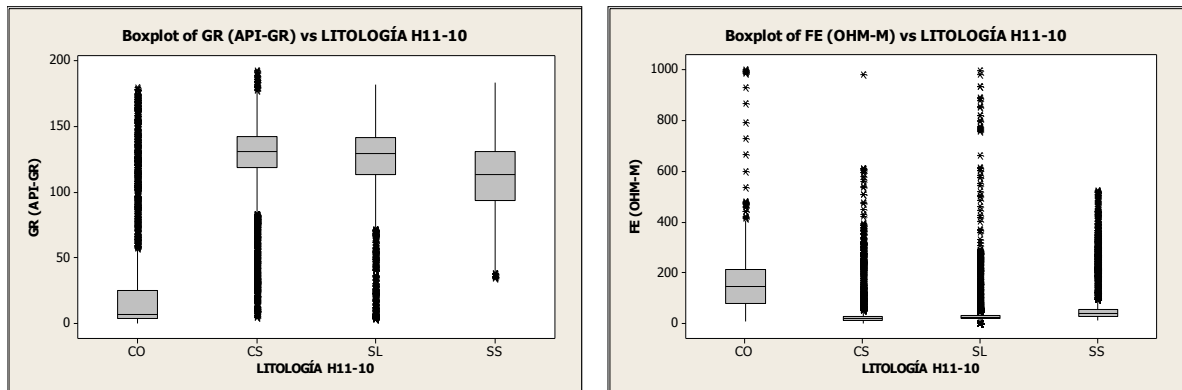 Boxplot of GR (API-GR) vs LITOLOGÍA H11-10
200
150
100
50
0
GR (API-GR)
CO CS SL SS
LITOLOGÍA H11-10
Boxplot of FE (OHM-M) vs LITOLOGÍA H11-10
1000
800
600
400
200
0
FE (OHM-M)
CO CS SL SS
LITOLOGÍA H11-10